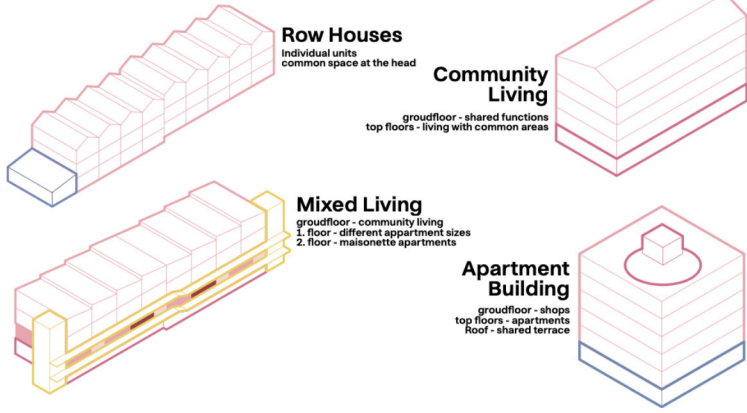 Row Houses
Individual units
common space at the head
Community
Living
groudfloor - shared functions
top floors - living with common areas
Mixed Living
groudfloor - community living
1. floor - different appartment sizes
2. floor - maisonette apartments
Apartment
Building
groudfloor - shops
top floors - apartments
Roof - shared terrace